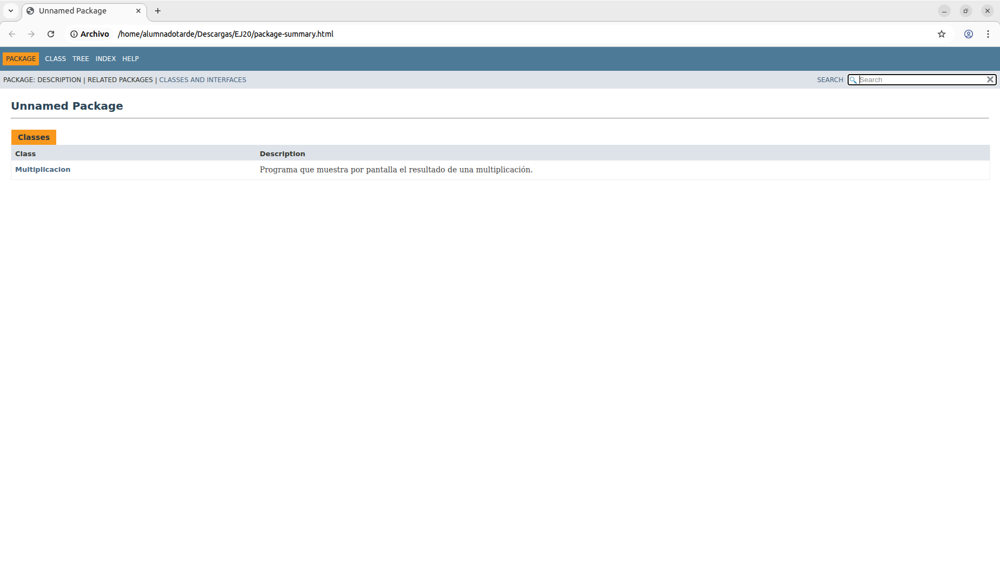 Unnamed Package
Archivo /home/alumnadotarde/Descargas/EJ20/package-summary.html
PACKAGE CLASS TREE INDEX HELP
PACKAGE: DESCRIPTION | RELATED PACKAGES | CLASSES AND INTERFACES SEARCH Search
Unnamed Package
Classes
Class Description
Multiplicacion Programa que muestra por pantalla el resultado de una multiplicación.